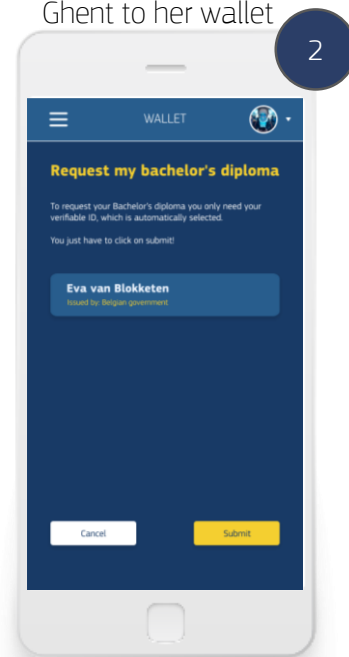 Ghent to her wallet
2
WALLET
Request my bachelor's diploma
To request your Bachelor's diploma you only need your
verifiable ID, which is automatically selected.
You just have to click on submit!
Eva van Blokketen
Issued by: Belgian government
Cancel
Submit